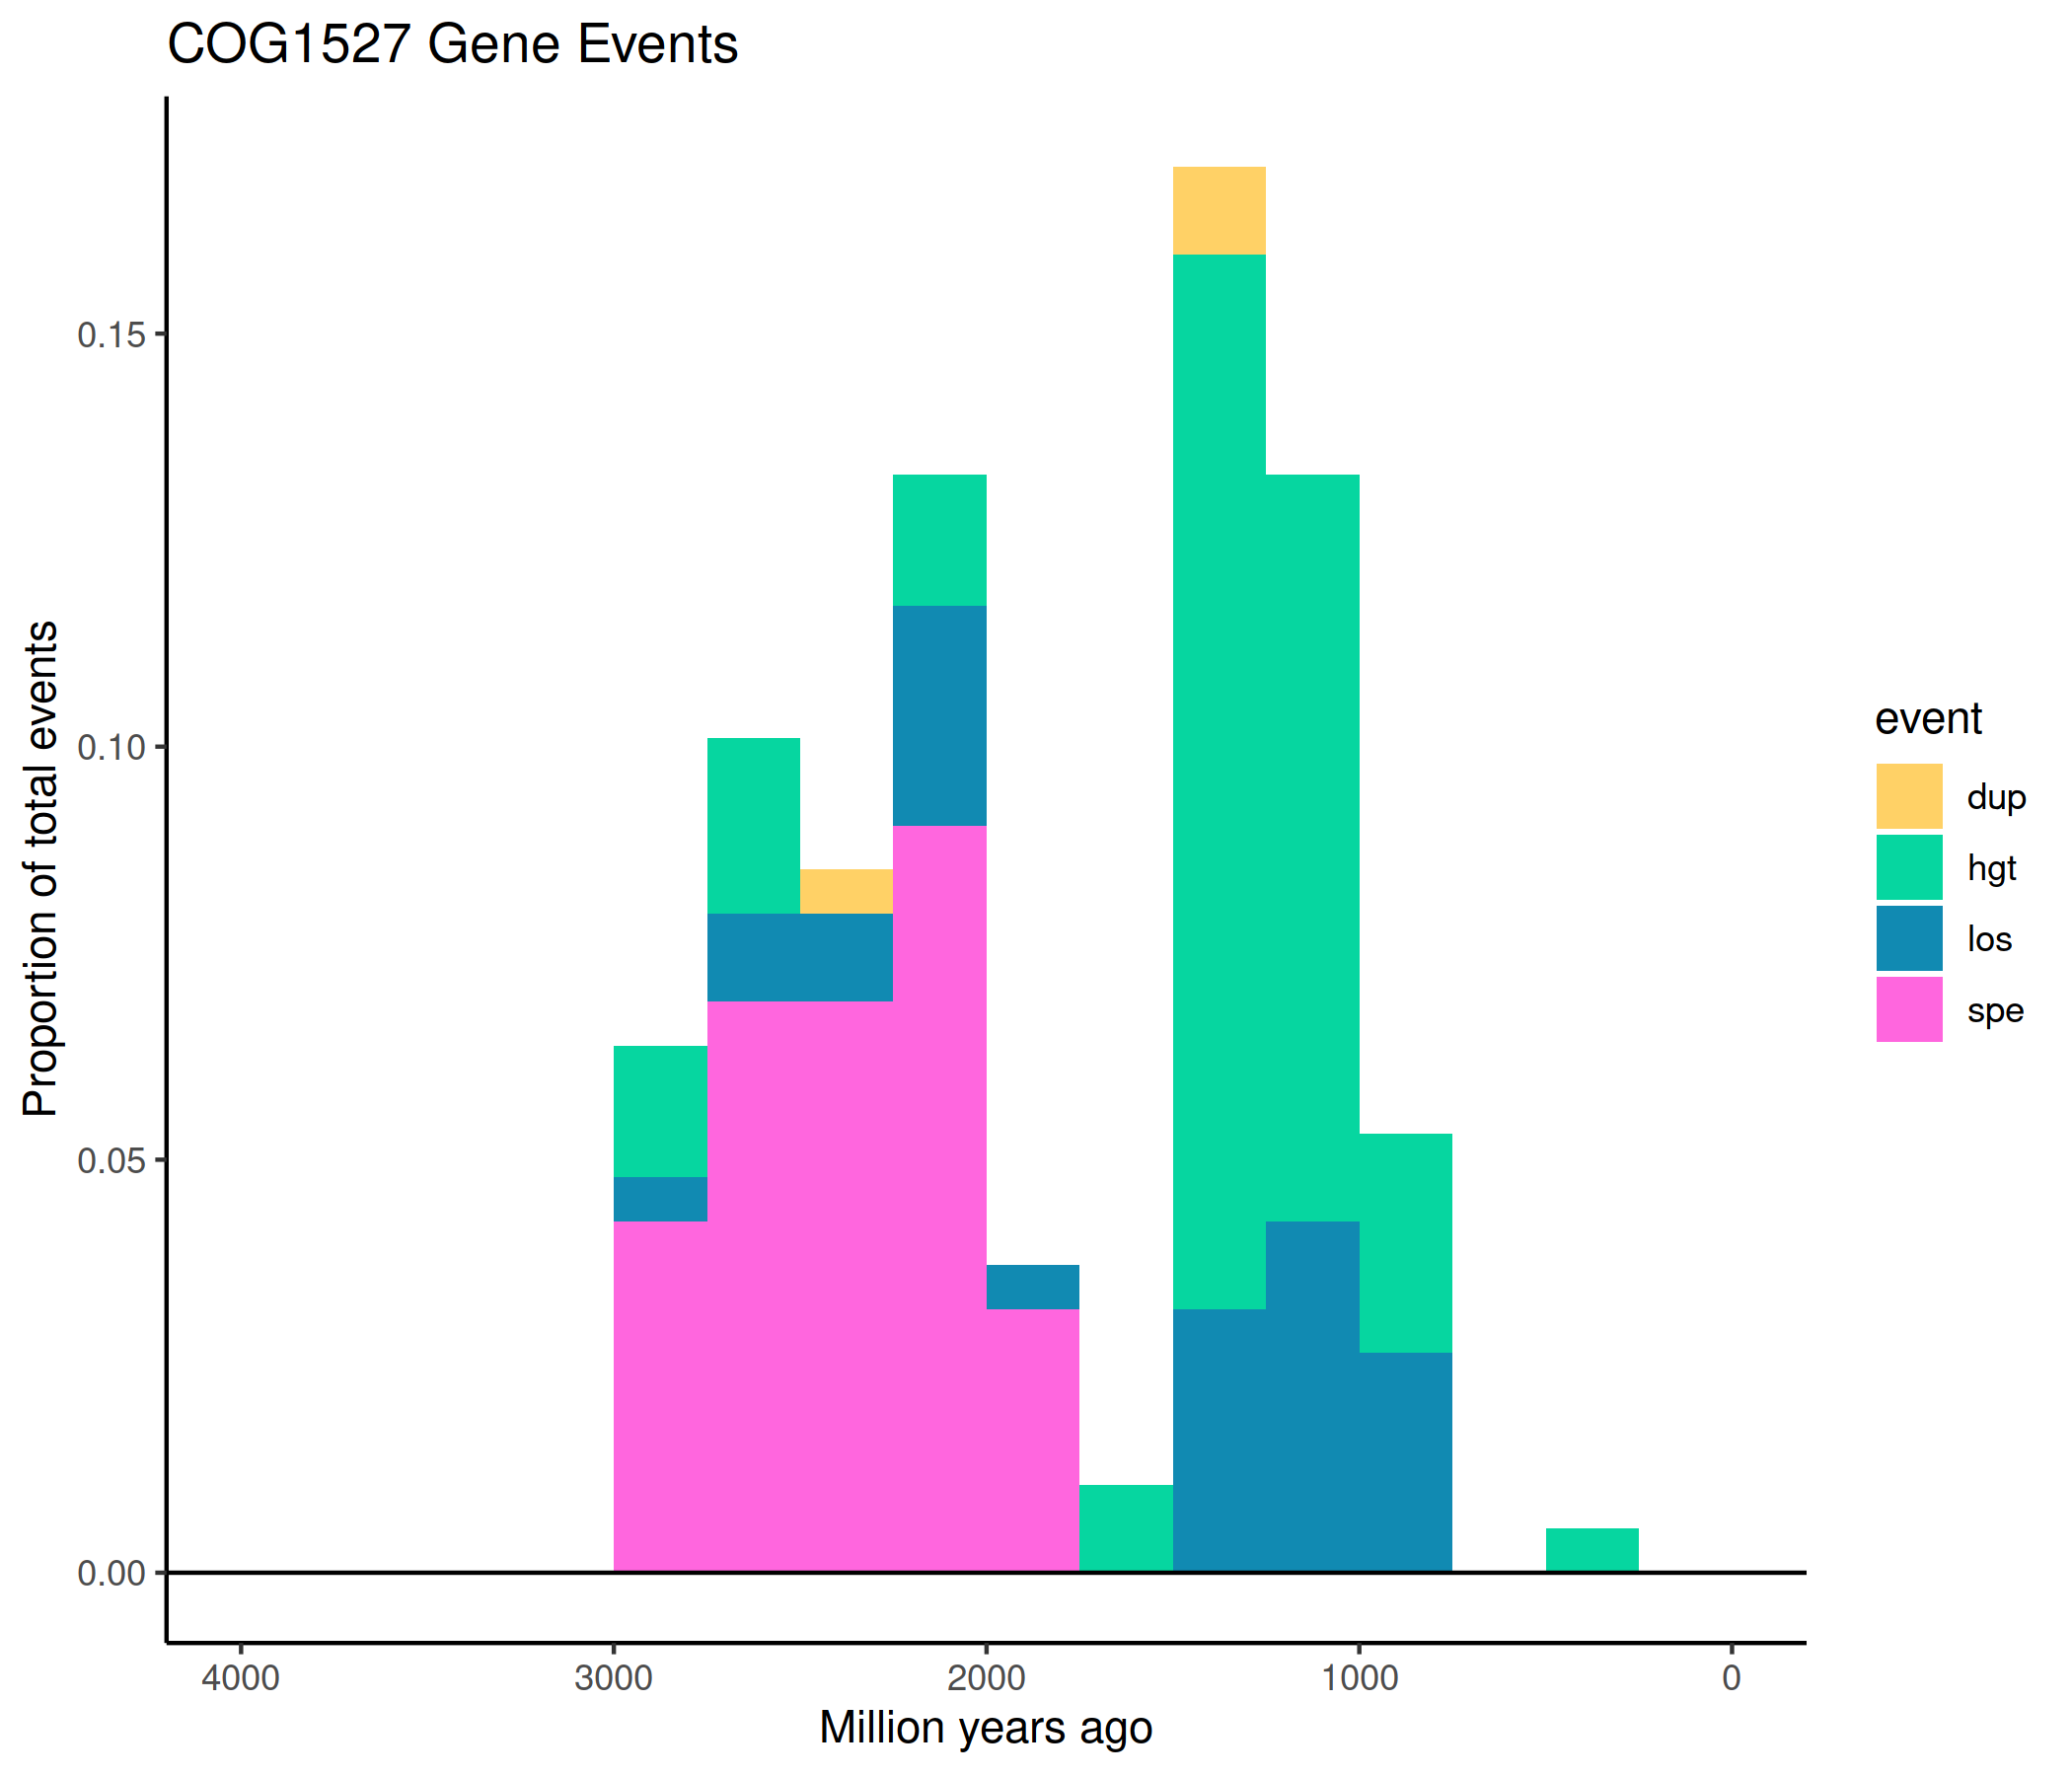 COG1527 Gene Events
Proportion of total events
0.15
0.10
0.05
0.00
4000 3000 2000 1000 0
Million years ago
event
dup
hgt
los
spe